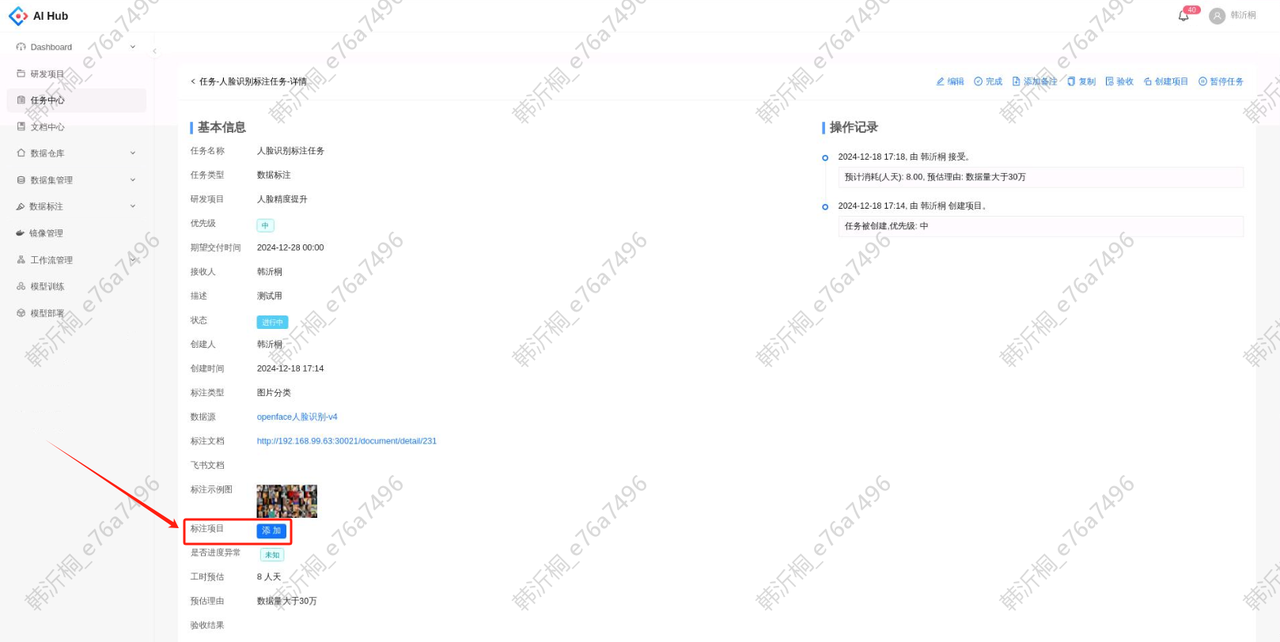 AI Hub
40
韩沂桐
Dashboard
研发项目
任务中心
文档中心
数据仓库
数据集管理
数据标注
镜像管理
工作流管理
模型训练
模型部署
< 任务-人脸识别标注任务-详情
编辑 完成 添加备注 复制 验收 创建项目 暂停任务
基本信息
任务名称 人脸识别标注任务
任务类型 数据标注
研发项目 人脸精度提升
优先级 中
期望交付时间 2024-12-28 00:00
接收人 韩沂桐
描述 测试用
状态 进行中
创建人 韩沂桐
创建时间 2024-12-18 17:14
标注类型 图片分类
数据源 openface人脸识别-v4
标注文档 http://192.168.99.63:30021/document/detail/231
飞书文档
标注示例图
标注项目 添 加
是否进度异常 未知
工时预估 8 人天
预估理由 数据量大于30万
验收结果
操作记录
2024-12-18 17:18, 由 韩沂桐 接受。
预计消耗(人天): 8.00, 预估理由: 数据量大于30万
2024-12-18 17:14, 由 韩沂桐 创建项目。
任务被创建,优先级: 中
韩沂桐_e76a7496